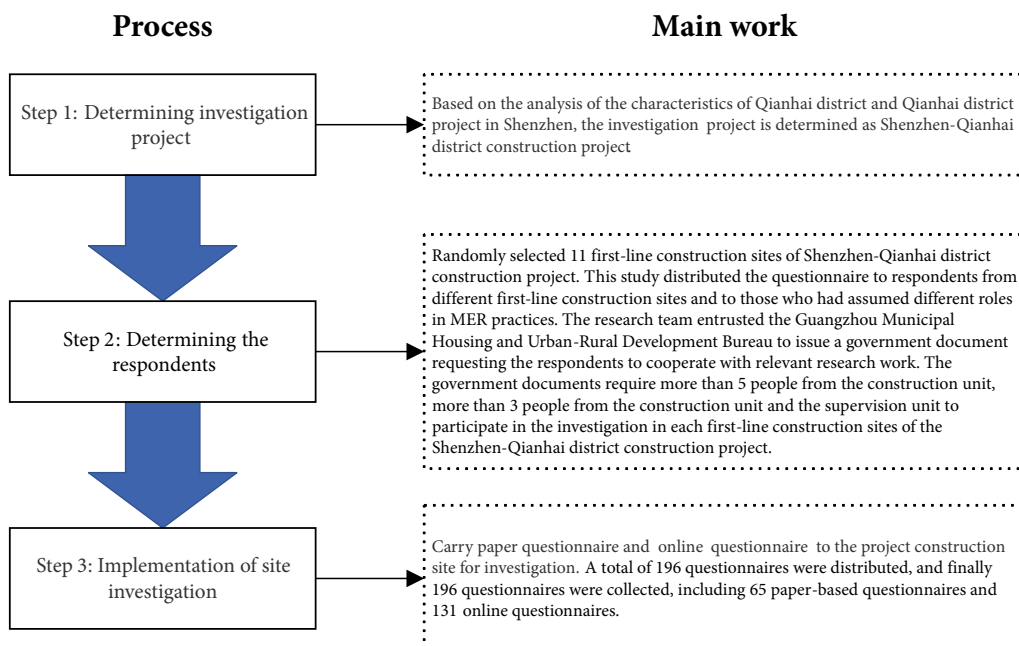 Process
Main work
Step 1: Determining investigation
project
Based on the analysis of the characteristics of Qianhai district and Qianhai district
project in Shenzhen, the investigation project is determined as Shenzhen-Qianhai
district construction project
Step 2: Determining the
respondents
Randomly selected 11 first-line construction sites of Shenzhen-Qianhai district
construction project. This study distributed the questionnaire to respondents from
different first-line construction sites and to those who had assumed different roles
in MER practices. The research team entrusted the Guangzhou Municipal
Housing and Urban-Rural Development Bureau to issue a government document
requesting the respondents to cooperate with relevant research work. The
government documents require more than 5 people from the construction unit,
more than 3 people from the construction unit and the supervision unit to
participate in the investigation in each first-line construction sites of the
Shenzhen-Qianhai district construction project.
Step 3: Implementation of site
investigation
Carry paper questionnaire and online questionnaire to the project construction
site for investigation. A total of 196 questionnaires were distributed, and finally
196 questionnaires were collected, including 65 paper-based questionnaires and
131 online questionnaires.